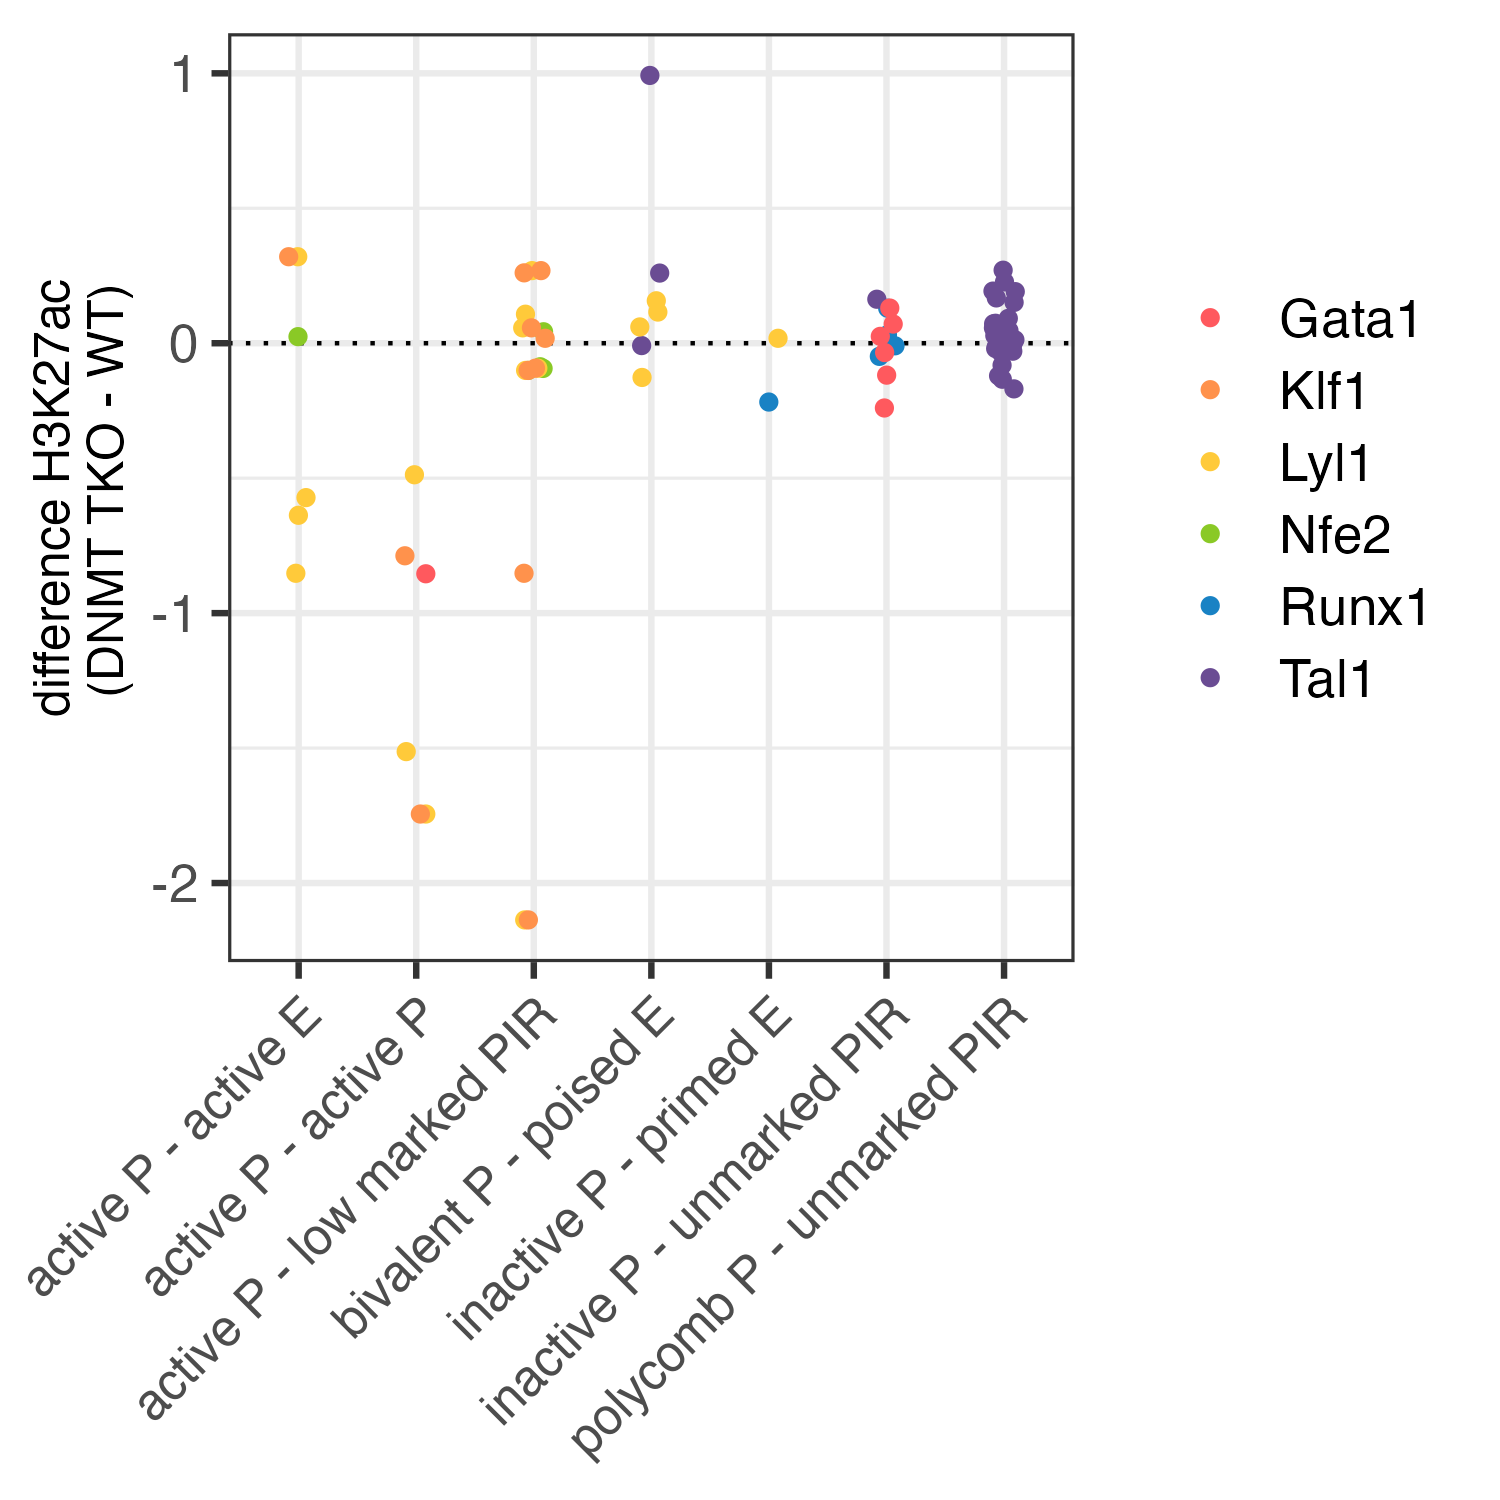 difference H3K27ac
(DNMT TKO - WT)
1
0
-1
-2
active P - active E
active P - active P
active P - low marked PIR
bivalent P - poised E
inactive P - primed E
inactive P - unmarked PIR
polycomb P - unmarked PIR
Gata1
Klf1
Lyl1
Nfe2
Runx1
Tal1